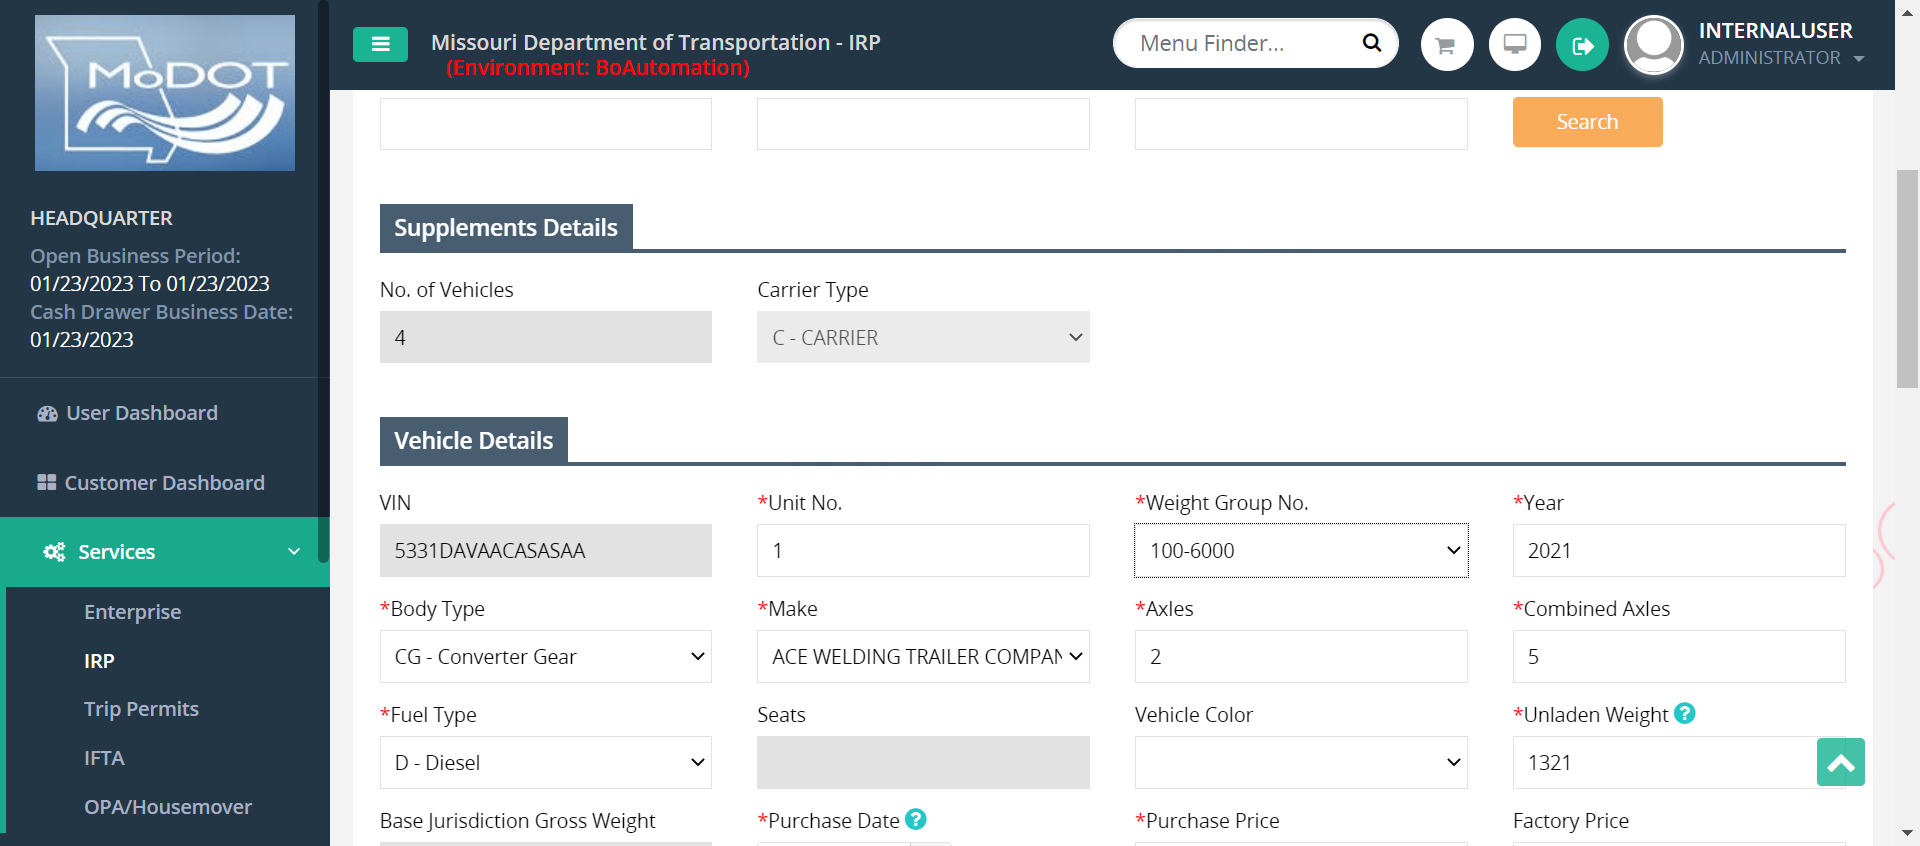 MoDOT
Missouri Department of Transportation - IRP
(Environment: BoAutomation)
Menu Finder...
INTERNALUSER
ADMINISTRATOR
HEADQUARTER
Open Business Period:
01/23/2023 To 01/23/2023
Cash Drawer Business Date:
01/23/2023
User Dashboard
Customer Dashboard
Services
Enterprise
IRP
Trip Permits
IFTA
OPA/Housemover
Search
Supplements Details
No. of Vehicles
Carrier Type
4
C - CARRIER
Vehicle Details
VIN
*Unit No.
*Weight Group No.
*Year
5331DAVAACASASAA
1
100-6000
2021
*Body Type
*Make
*Axles
*Combined Axles
CG - Converter Gear
ACE WELDING TRAILER COMPAN
2
5
*Fuel Type
Seats
Vehicle Color
*Unladen Weight ?
D - Diesel
1321
Base Jurisdiction Gross Weight
*Purchase Date ?
*Purchase Price
Factory Price